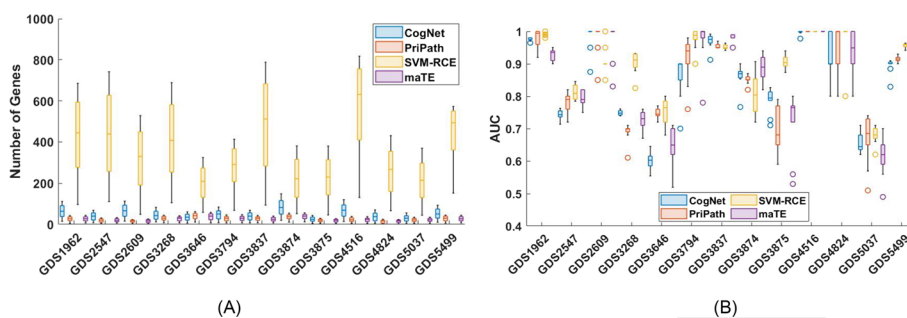 1000
800
600
400
200
0
Number of Genes
CogNet
PriPath
SVM-RCE
maTE
GDS1962
GDS2547
GDS2609
GDS3268
GDS3646
GDS3794
GDS3837
GDS3874
GDS3875
GDS4516
GDS4824
GDS5037
GDS5499
(A)
1
0.9
0.8
0.7
0.6
0.5
0.4
AUC
CogNet SVM-RCE
PriPath maTE
GDS1962
GDS2547
GDS2609
GDS3268
GDS3646
GDS3794
GDS3837
GDS3874
GDS3875
GDS4516
GDS4824
GDS5037
GDS5499
(B)